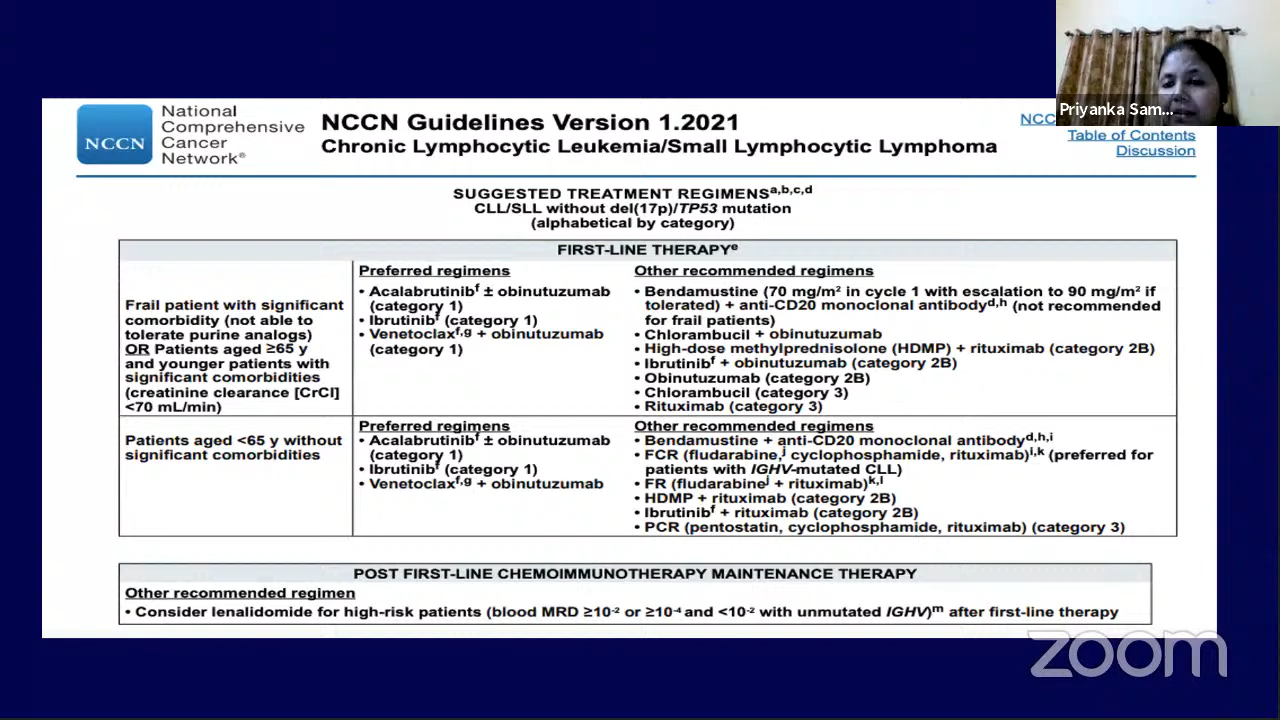 Priyanka Sam...
NCCN
National
Comprehensive
Cancer
Network®
NCCN Guidelines Version 1.2021
Chronic Lymphocytic Leukemia/Small Lymphocytic Lymphoma
Table of Contents
Discussion
SUGGESTED TREATMENT REGIMENSa,b,c,d
CLL/SLL without del(17p)/TP53 mutation
(alphabetical by category)
FIRST-LINE THERAPYe
Frail patient with significant
comorbidity (not able to
tolerate purine analogs)
OR Patients aged ≥65 y
and younger patients with
significant comorbidities
(creatinine clearance [CrCl]
<70 mL/min)
Preferred regimens
• Acalabrutinibf ± obinutuzumab
(category 1)
• Ibrutinibf (category 1)
• Venetoclaxf,g + obinutuzumab
(category 1)
Other recommended regimens
• Bendamustine (70 mg/m² in cycle 1 with escalation to 90 mg/m² if
tolerated) + anti-CD20 monoclonal antibodyd,h (not recommended
for frail patients)
• Chlorambucil + obinutuzumab
• High-dose methylprednisolone (HDMP) + rituximab (category 2B)
• Ibrutinibf + obinutuzumab (category 2B)
• Obinutuzumab (category 2B)
• Chlorambucil (category 3)
• Rituximab (category 3)
Patients aged <65 y without
significant comorbidities
Preferred regimens
• Acalabrutinibf ± obinutuzumab
(category 1)
• Ibrutinibf (category 1)
• Venetoclaxf,g + obinutuzumab
Other recommended regimens
• Bendamustine + anti-CD20 monoclonal antibodyd,h,i
• FCR (fludarabine,j cyclophosphamide, rituximab)i,k (preferred for
patients with IGHV-mutated CLL)
• FR (fludarabinej + rituximab)k,l
• HDMP + rituximab (category 2B)
• Ibrutinibf + rituximab (category 2B)
• PCR (pentostatin, cyclophosphamide, rituximab) (category 3)
POST FIRST-LINE CHEMOIMMUNOTHERAPY MAINTENANCE THERAPY
Other recommended regimen
• Consider lenalidomide for high-risk patients (blood MRD ≥10⁻² or ≥10⁻⁴ and <10⁻² with unmutated IGHV)m after first-line therapy
zoom